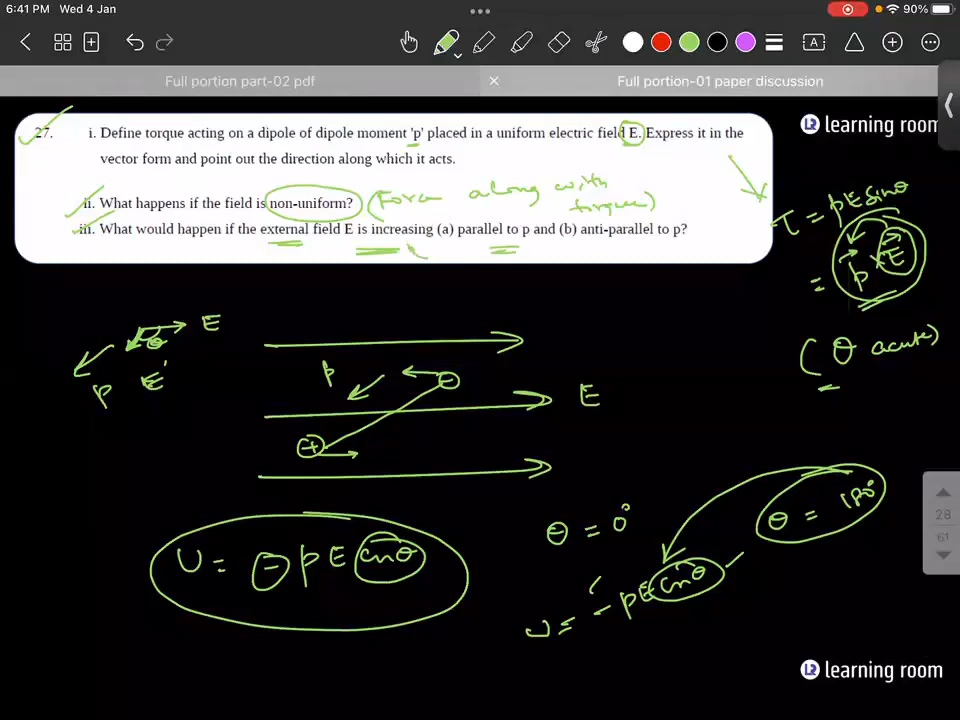 6:41 PM Wed 4 Jan
90%
Full portion part-02 pdf
Full portion-01 paper discussion
27. i. Define torque acting on a dipole of dipole moment 'p' placed in a uniform electric field E. Express it in the
vector form and point out the direction along which it acts.
ii. What happens if the field is non-uniform? (Force along with
torque)
iii. What would happen if the external field E is increasing (a) parallel to p and (b) anti-parallel to p?
learning room
τ = pE sinθ
= p × E
(θ acute)
E
θ
p E
p
E
θ = 0°
θ = 180°
U = - pE cosθ
U = - pE cosθ
28
61
learning room